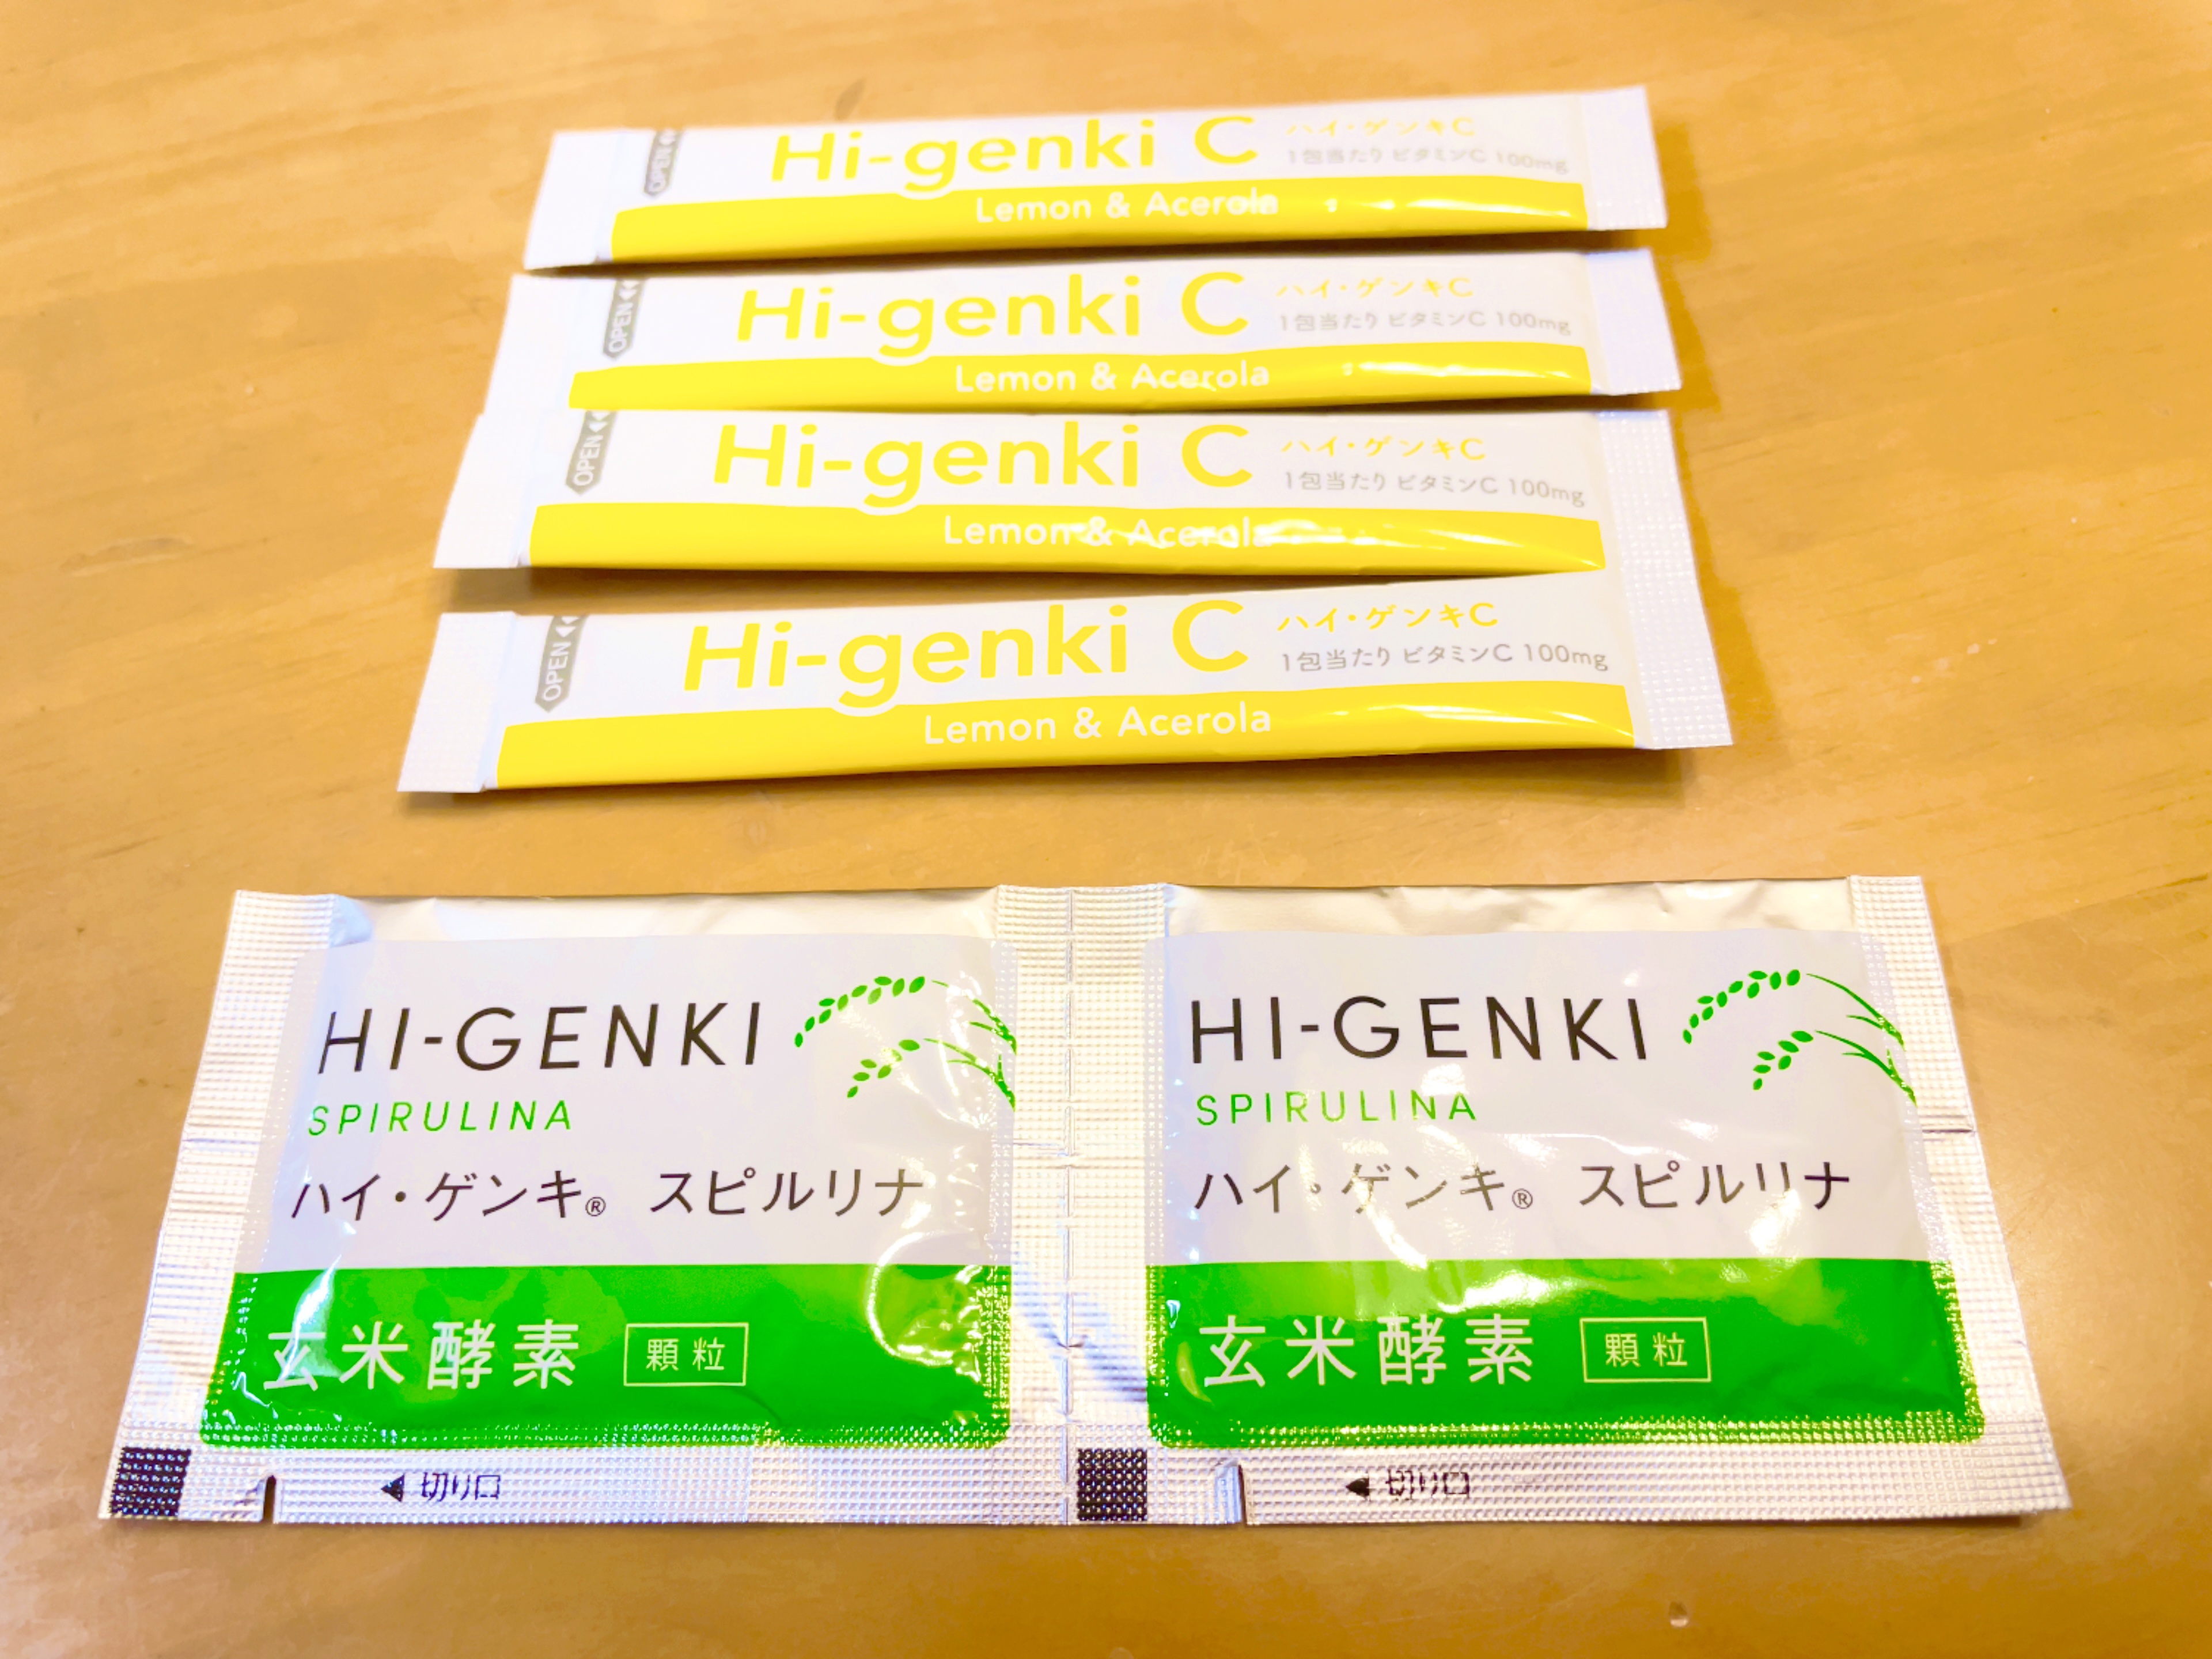 OPEN
Hi-genki C
ハイ・ゲンキC
1包当たり ビタミンC 100mg
Lemon & Acerola
OPEN
Hi-genki C
ハイ・ゲンキC
1包当たり ビタミンC 100mg
Lemon & Acerola
OPEN
Hi-genki C
ハイ・ゲンキC
1包当たり ビタミンC 100mg
Lemon & Acerola
OPEN
Hi-genki C
ハイ・ゲンキC
1包当たり ビタミンC 100mg
Lemon & Acerola
HI-GENKI
SPIRULINA
ハイ・ゲンキ® スピルリナ
玄米酵素 顆粒
◀ 切り口
HI-GENKI
SPIRULINA
ハイ・ゲンキ® スピルリナ
玄米酵素 顆粒
◀ 切り口